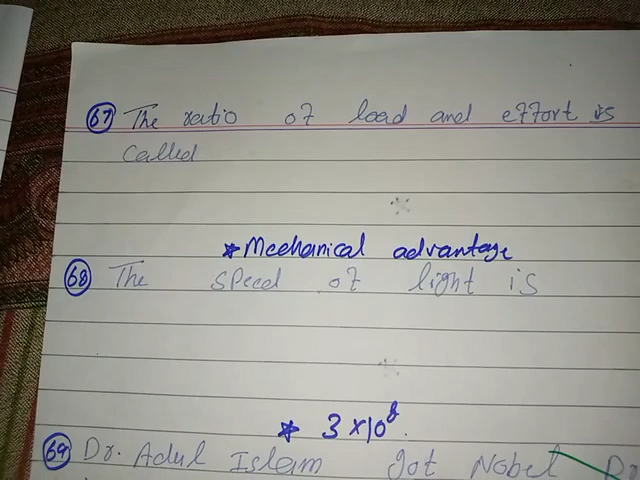 67 The ratio of load and effort is
called
* Mechanical advantage
68 The speed of light is
* 3 x 10⁸.
69 Dr. Adul Islam got Nobel